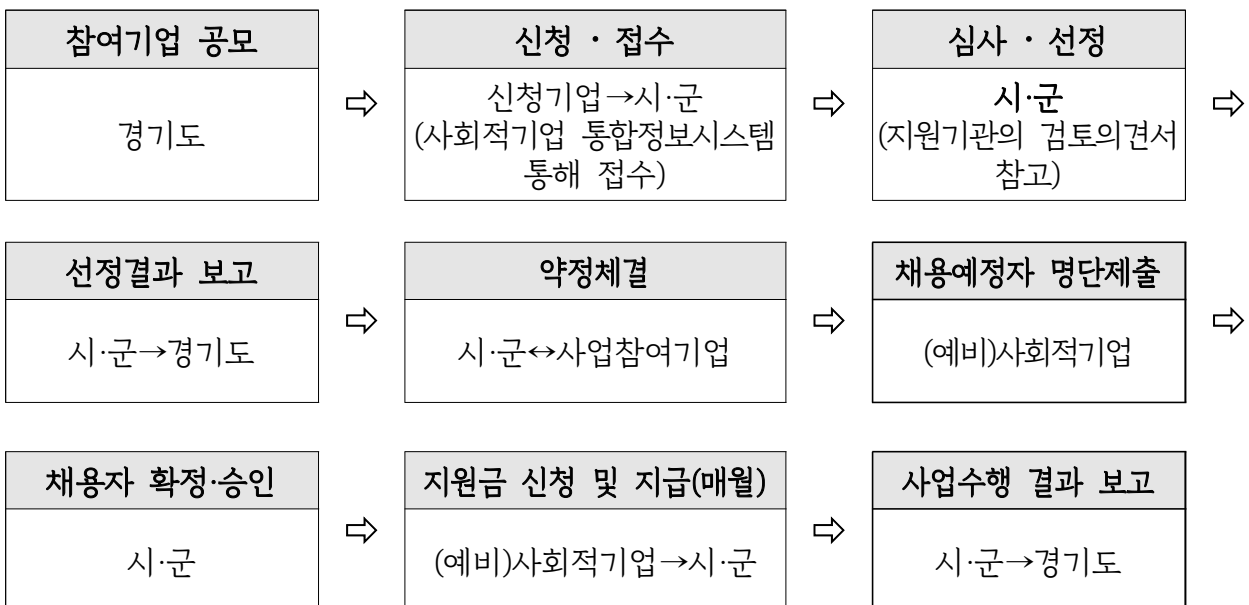 참여기업 공모
경기도
⇨
신청 · 접수
신청기업→시·군
(사회적기업 통합정보시스템
통해 접수)
⇨
심사 · 선정
시·군
(지원기관의 검토의견서
참고)
⇨
선정결과 보고
시·군→경기도
⇨
약정체결
시·군↔사업참여기업
⇨
채용예정자 명단제출
(예비)사회적기업
⇨
채용자 확정·승인
시·군
⇨
지원금 신청 및 지급(매월)
(예비)사회적기업→시·군
⇨
사업수행 결과 보고
시·군→경기도